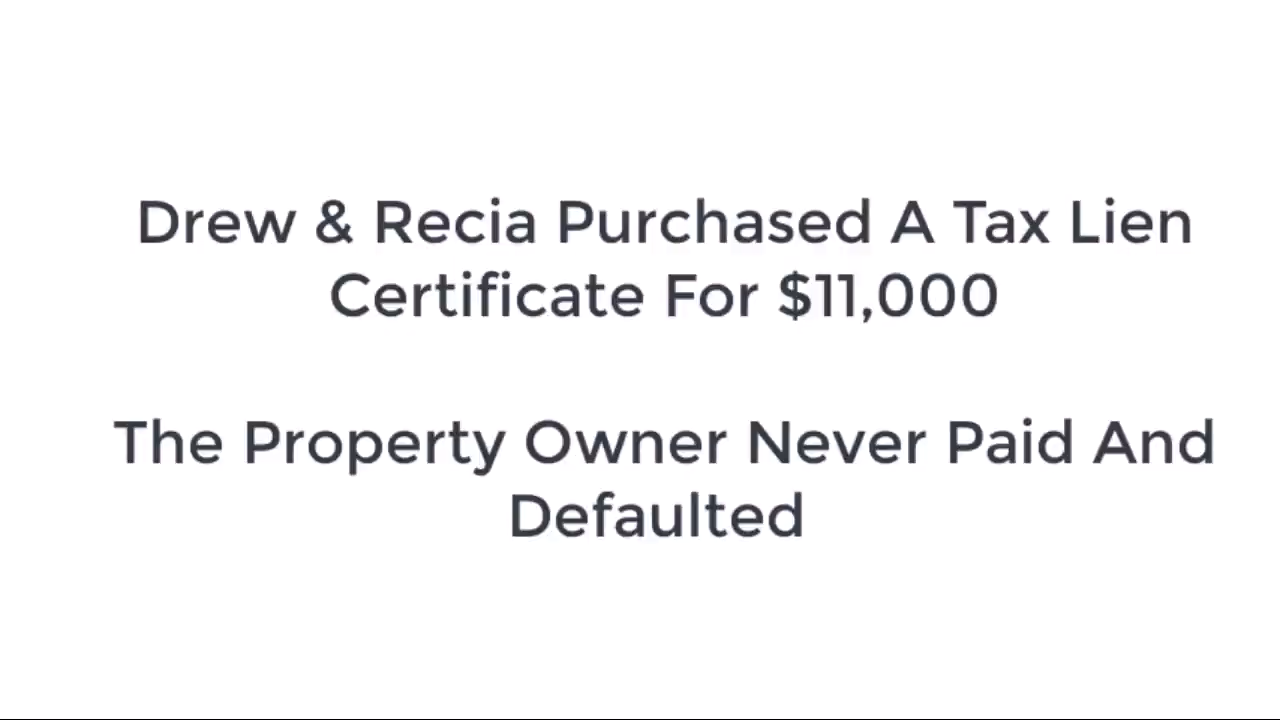 Drew & Recia Purchased A Tax Lien
Certificate For $11,000
The Property Owner Never Paid And
Defaulted